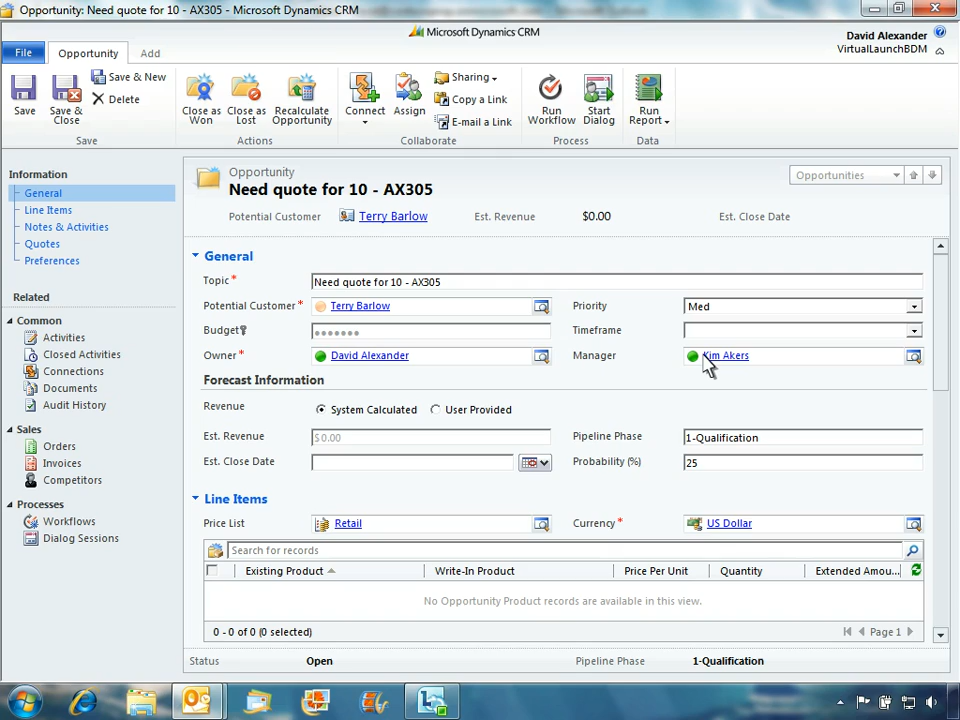 Opportunity: Need quote for 10 - AX305 - Microsoft Dynamics CRM
Microsoft Dynamics CRM
David Alexander
VirtualLaunchBDM
File
Opportunity
Add
Save
Save & Close
Save & New
Delete
Save
Close as Won
Close as Lost
Recalculate Opportunity
Actions
Connect
Assign
Sharing
Copy a Link
E-mail a Link
Collaborate
Run Workflow
Start Dialog
Process
Run Report
Data
Information
General
Line Items
Notes & Activities
Quotes
Preferences
Related
Common
Activities
Closed Activities
Connections
Documents
Audit History
Sales
Orders
Invoices
Competitors
Processes
Workflows
Dialog Sessions
Opportunity
Need quote for 10 - AX305
Opportunities
Potential Customer Terry Barlow Est. Revenue $0.00 Est. Close Date
General
Topic* Need quote for 10 - AX305
Potential Customer* Terry Barlow Priority Med
Budget ●●●●●●● Timeframe
Owner* David Alexander Manager Kim Akers
Forecast Information
Revenue System Calculated User Provided
Est. Revenue $0.00 Pipeline Phase 1-Qualification
Est. Close Date Probability (%) 25
Line Items
Price List Retail Currency* US Dollar
Search for records
Existing Product Write-In Product Price Per Unit Quantity Extended Amou...
No Opportunity Product records are available in this view.
0 - 0 of 0 (0 selected) Page 1
Status Open Pipeline Phase 1-Qualification